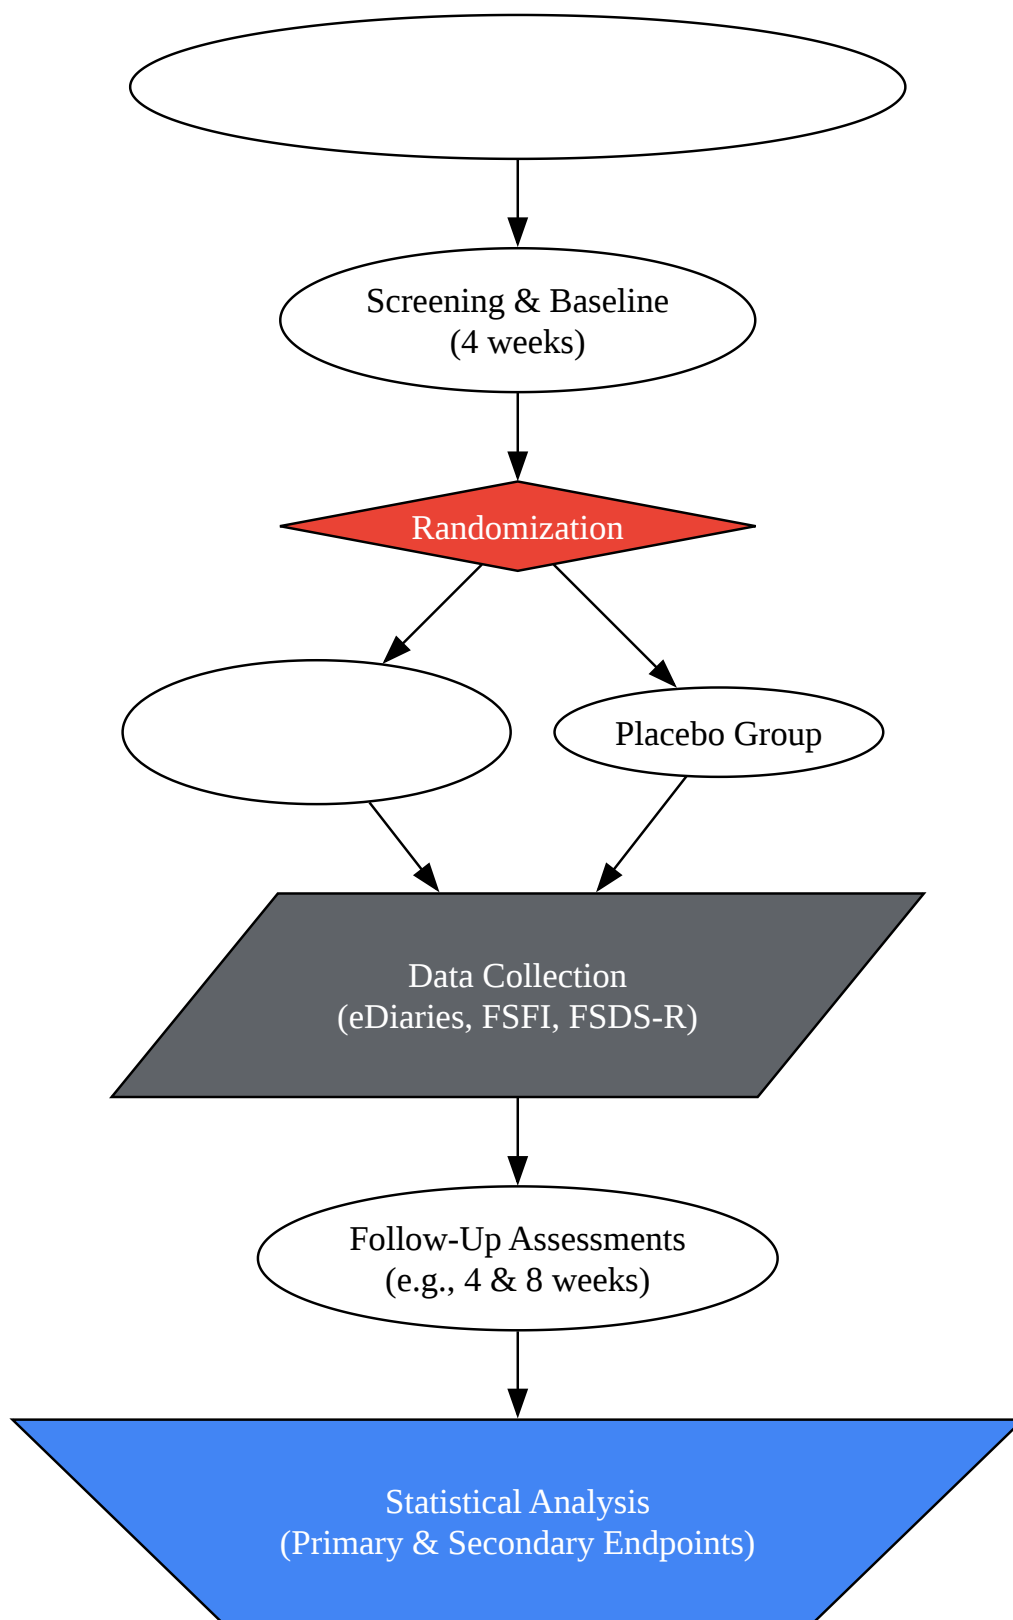 Screening & Baseline
(4 weeks)
Randomization
Placebo Group
Data Collection
(eDiaries, FSFI, FSDS-R)
Follow-Up Assessments
(e.g., 4 & 8 weeks)
Statistical Analysis
(Primary & Secondary Endpoints)